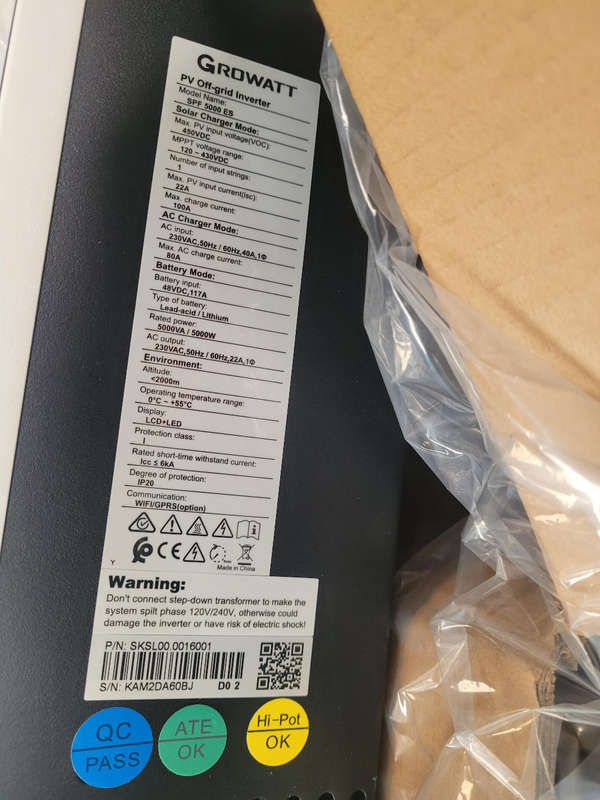 GROWATT
PV Off-grid Inverter
Model Name:
SPF 5000 ES
Solar Charger Mode:
Max. PV input voltage(VOC):
450VDC
MPPT voltage range:
120 ~ 430VDC
Number of input strings:
1
Max. PV input current(isc):
22A
Max. charge current:
100A
AC Charger Mode:
AC input:
230VAC,50Hz / 60Hz,40A,1Φ
Max. AC charge current:
80A
Battery Mode:
Battery input:
48VDC,117A
Type of battery:
Lead-acid / Lithium
Rated power:
5000VA / 5000W
AC output:
230VAC,50Hz / 60Hz,22A,1Φ
Environment:
Altitude:
<2000m
Operating temperature range:
0°C ~ +55°C
Display:
LCD+LED
Protection class:
I
Rated short-time withstand current:
Icc ≤ 6kA
Degree of protection:
IP20
Communication:
WIFI/GPRS(option)
CE
Made in China
Y
Warning:
Don't connect step-down transformer to make the
system spilt phase 120V/240V, otherwise could
damage the inverter or have risk of electric shock!
P/N: SKSL00.0016001
S/N: KAM2DA60BJ D0 2
QC
PASS
ATE
OK
Hi-Pot
OK